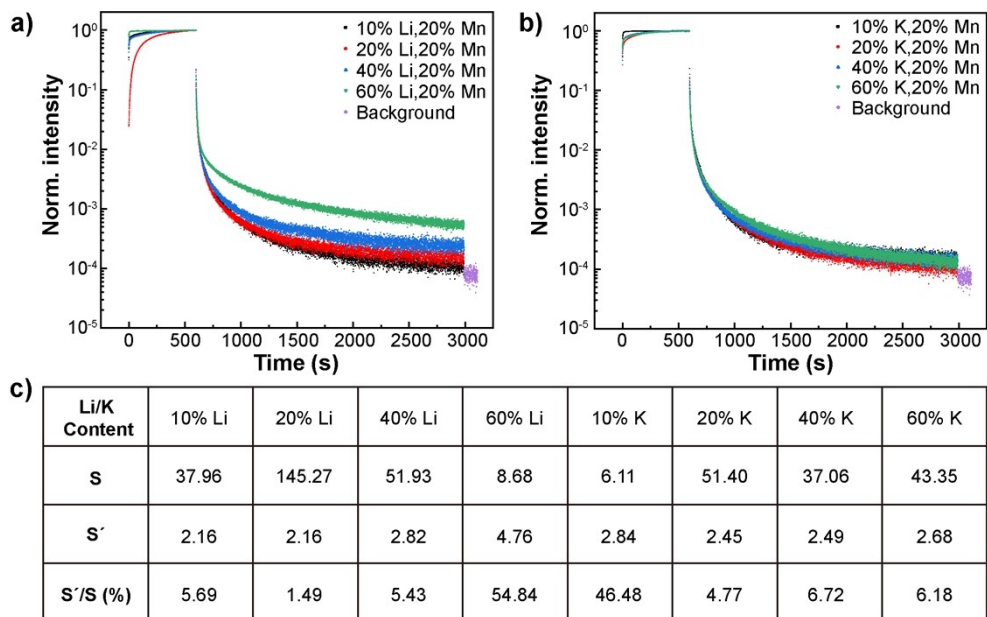 a)
10⁰
10⁻¹
10⁻²
10⁻³
10⁻⁴
10⁻⁵
Norm. intensity
10% Li,20% Mn
20% Li,20% Mn
40% Li,20% Mn
60% Li,20% Mn
Background
0 500 1000 1500 2000 2500 3000
Time (s)
b)
10⁰
10⁻¹
10⁻²
10⁻³
10⁻⁴
10⁻⁵
Norm. intensity
10% K,20% Mn
20% K,20% Mn
40% K,20% Mn
60% K,20% Mn
Background
0 500 1000 1500 2000 2500 3000
Time (s)
c)
Li/K Content 10% Li 20% Li 40% Li 60% Li 10% K 20% K 40% K 60% K
S 37.96 145.27 51.93 8.68 6.11 51.40 37.06 43.35
S´ 2.16 2.16 2.82 4.76 2.84 2.45 2.49 2.68
S´/S (%) 5.69 1.49 5.43 54.84 46.48 4.77 6.72 6.18